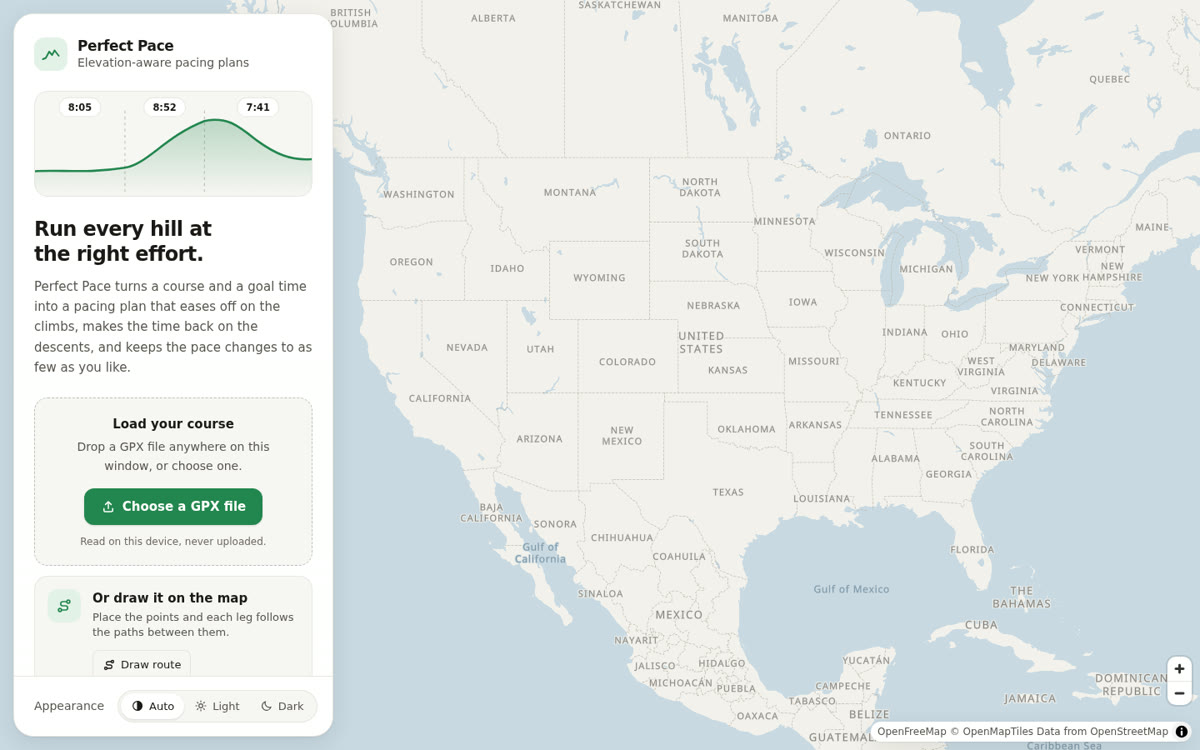 Perfect Pace
Elevation-aware pacing plans
8:05
8:52
7:41
Run every hill at
the right effort.
Perfect Pace turns a course and a goal time
into a pacing plan that eases off on the
climbs, makes the time back on the
descents, and keeps the pace changes to as
few as you like.
Load your course
Drop a GPX file anywhere on this
window, or choose one.
Choose a GPX file
Read on this device, never uploaded.
Or draw it on the map
Place the points and each leg follows
the paths between them.
Draw route
Appearance
Auto
Light
Dark
BRITISH
OLUMBIA
ALBERTA
SASKATCHEWAN
MANITOBA
QUEBEC
ONTARIO
WASHINGTON
MONTANA
NORTH
DAKOTA
MINNESOTA
MAINE
OREGON
IDAHO
WYOMING
SOUTH
DAKOTA
WISCONSIN
MICHIGAN
VERMONT
NEW YORK
NEW
HAMPSHIRE
NEBRASKA
IOWA
CONNECTICUT
NEVADA
UTAH
COLORADO
UNITED
STATES
KANSAS
MISSOURI
INDIANA
OHIO
WEST
VIRGINIA
MARYLAND
DELAWARE
KENTUCKY
VIRGINIA
CALIFORNIA
ARIZONA
NEW
MEXICO
OKLAHOMA
ARKANSAS
TENNESSEE
NORTH
CAROLINA
SOUTH
CAROLINA
ALABAMA
GEORGIA
TEXAS
LOUISIANA
BAJA
CALIFORNIA
SONORA
CHIHUAHUA
COAHUILA
FLORIDA
Gulf of
California
Gulf of Mexico
SINALOA
MEXICO
THE
BAHAMAS
CUBA
NAYARIT
JALISCO
HIDALGO
YUCATÁN
MICHOACÁN
PUEBLA
CAMPECHE
TABASCO
OAXACA
BELIZE
JAMAICA
DOMINICAN
REPUBLIC
GUATEMAL
Caribbean Sea
+
−
OpenFreeMap © OpenMapTiles Data from OpenStreetMap